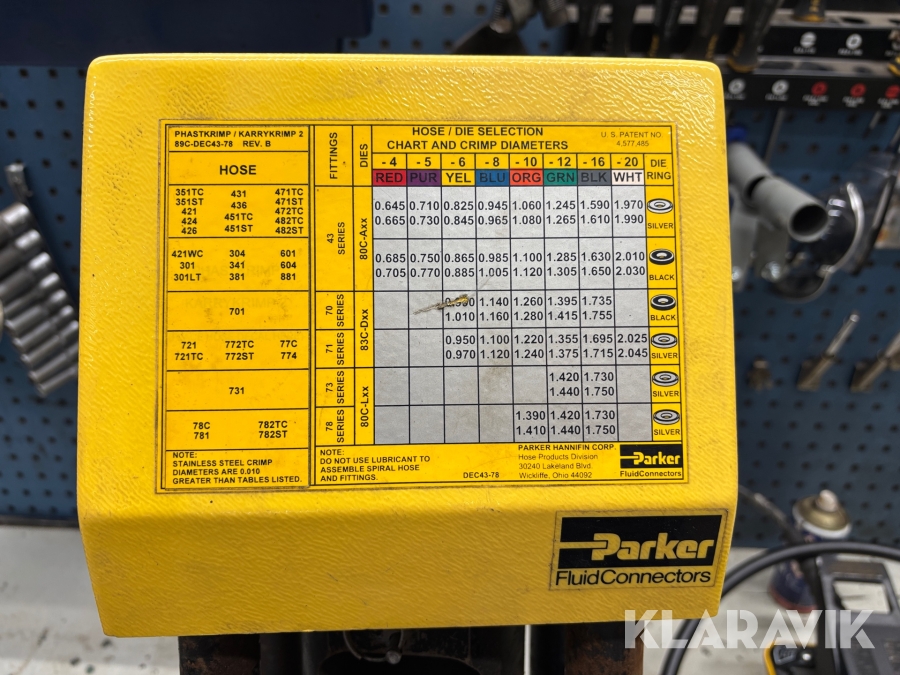 PHASTKRIMP / KARRYKRIMP 2
89C-DEC43-78 REV. B
HOSE / DIE SELECTION
CHART AND CRIMP DIAMETERS
U.S. PATENT NO.
4,577,485
HOSE
FITTINGS
DIES
- 4 - 5 - 6 - 8 - 10 - 12 - 16 - 20
RED PUR YEL BLU ORG GRN BLK WHT
DIE
RING
351TC 431 471TC
351ST 436 471ST
421 451TC 472TC
424 451ST 482TC
426 482ST
43
SERIES
80C-Axx
0.645 0.710 0.825 0.945 1.060 1.245 1.590 1.970
0.665 0.730 0.845 0.965 1.080 1.265 1.610 1.990
SILVER
421WC 304 601
301 341 604
301LT 381 881
0.685 0.750 0.865 0.985 1.100 1.285 1.630 2.010
0.705 0.770 0.885 1.005 1.120 1.305 1.650 2.030
BLACK
701
70
SERIES
83C-Dxx
1.140 1.260 1.395 1.735
1.010 1.160 1.280 1.415 1.755
BLACK
721 772TC 77C
721TC 772ST 774
71
SERIES
0.950 1.100 1.220 1.355 1.695 2.025
0.970 1.120 1.240 1.375 1.715 2.045
SILVER
731
73
SERIES
80C-Lxx
1.420 1.730
1.440 1.750
SILVER
78C 782TC
781 782ST
78
SERIES
1.390 1.420 1.730
1.410 1.440 1.750
SILVER
NOTE:
STAINLESS STEEL CRIMP
DIAMETERS ARE 0.010
GREATER THAN TABLES LISTED.
NOTE:
DO NOT USE LUBRICANT TO
ASSEMBLE SPIRAL HOSE
AND FITTINGS.
DEC43-78
PARKER HANNIFIN CORP.
Hose Products Division
30240 Lakeland Blvd.
Wickliffe, Ohio 44092
Parker
FluidConnectors
Parker
FluidConnectors
KLARAVIK